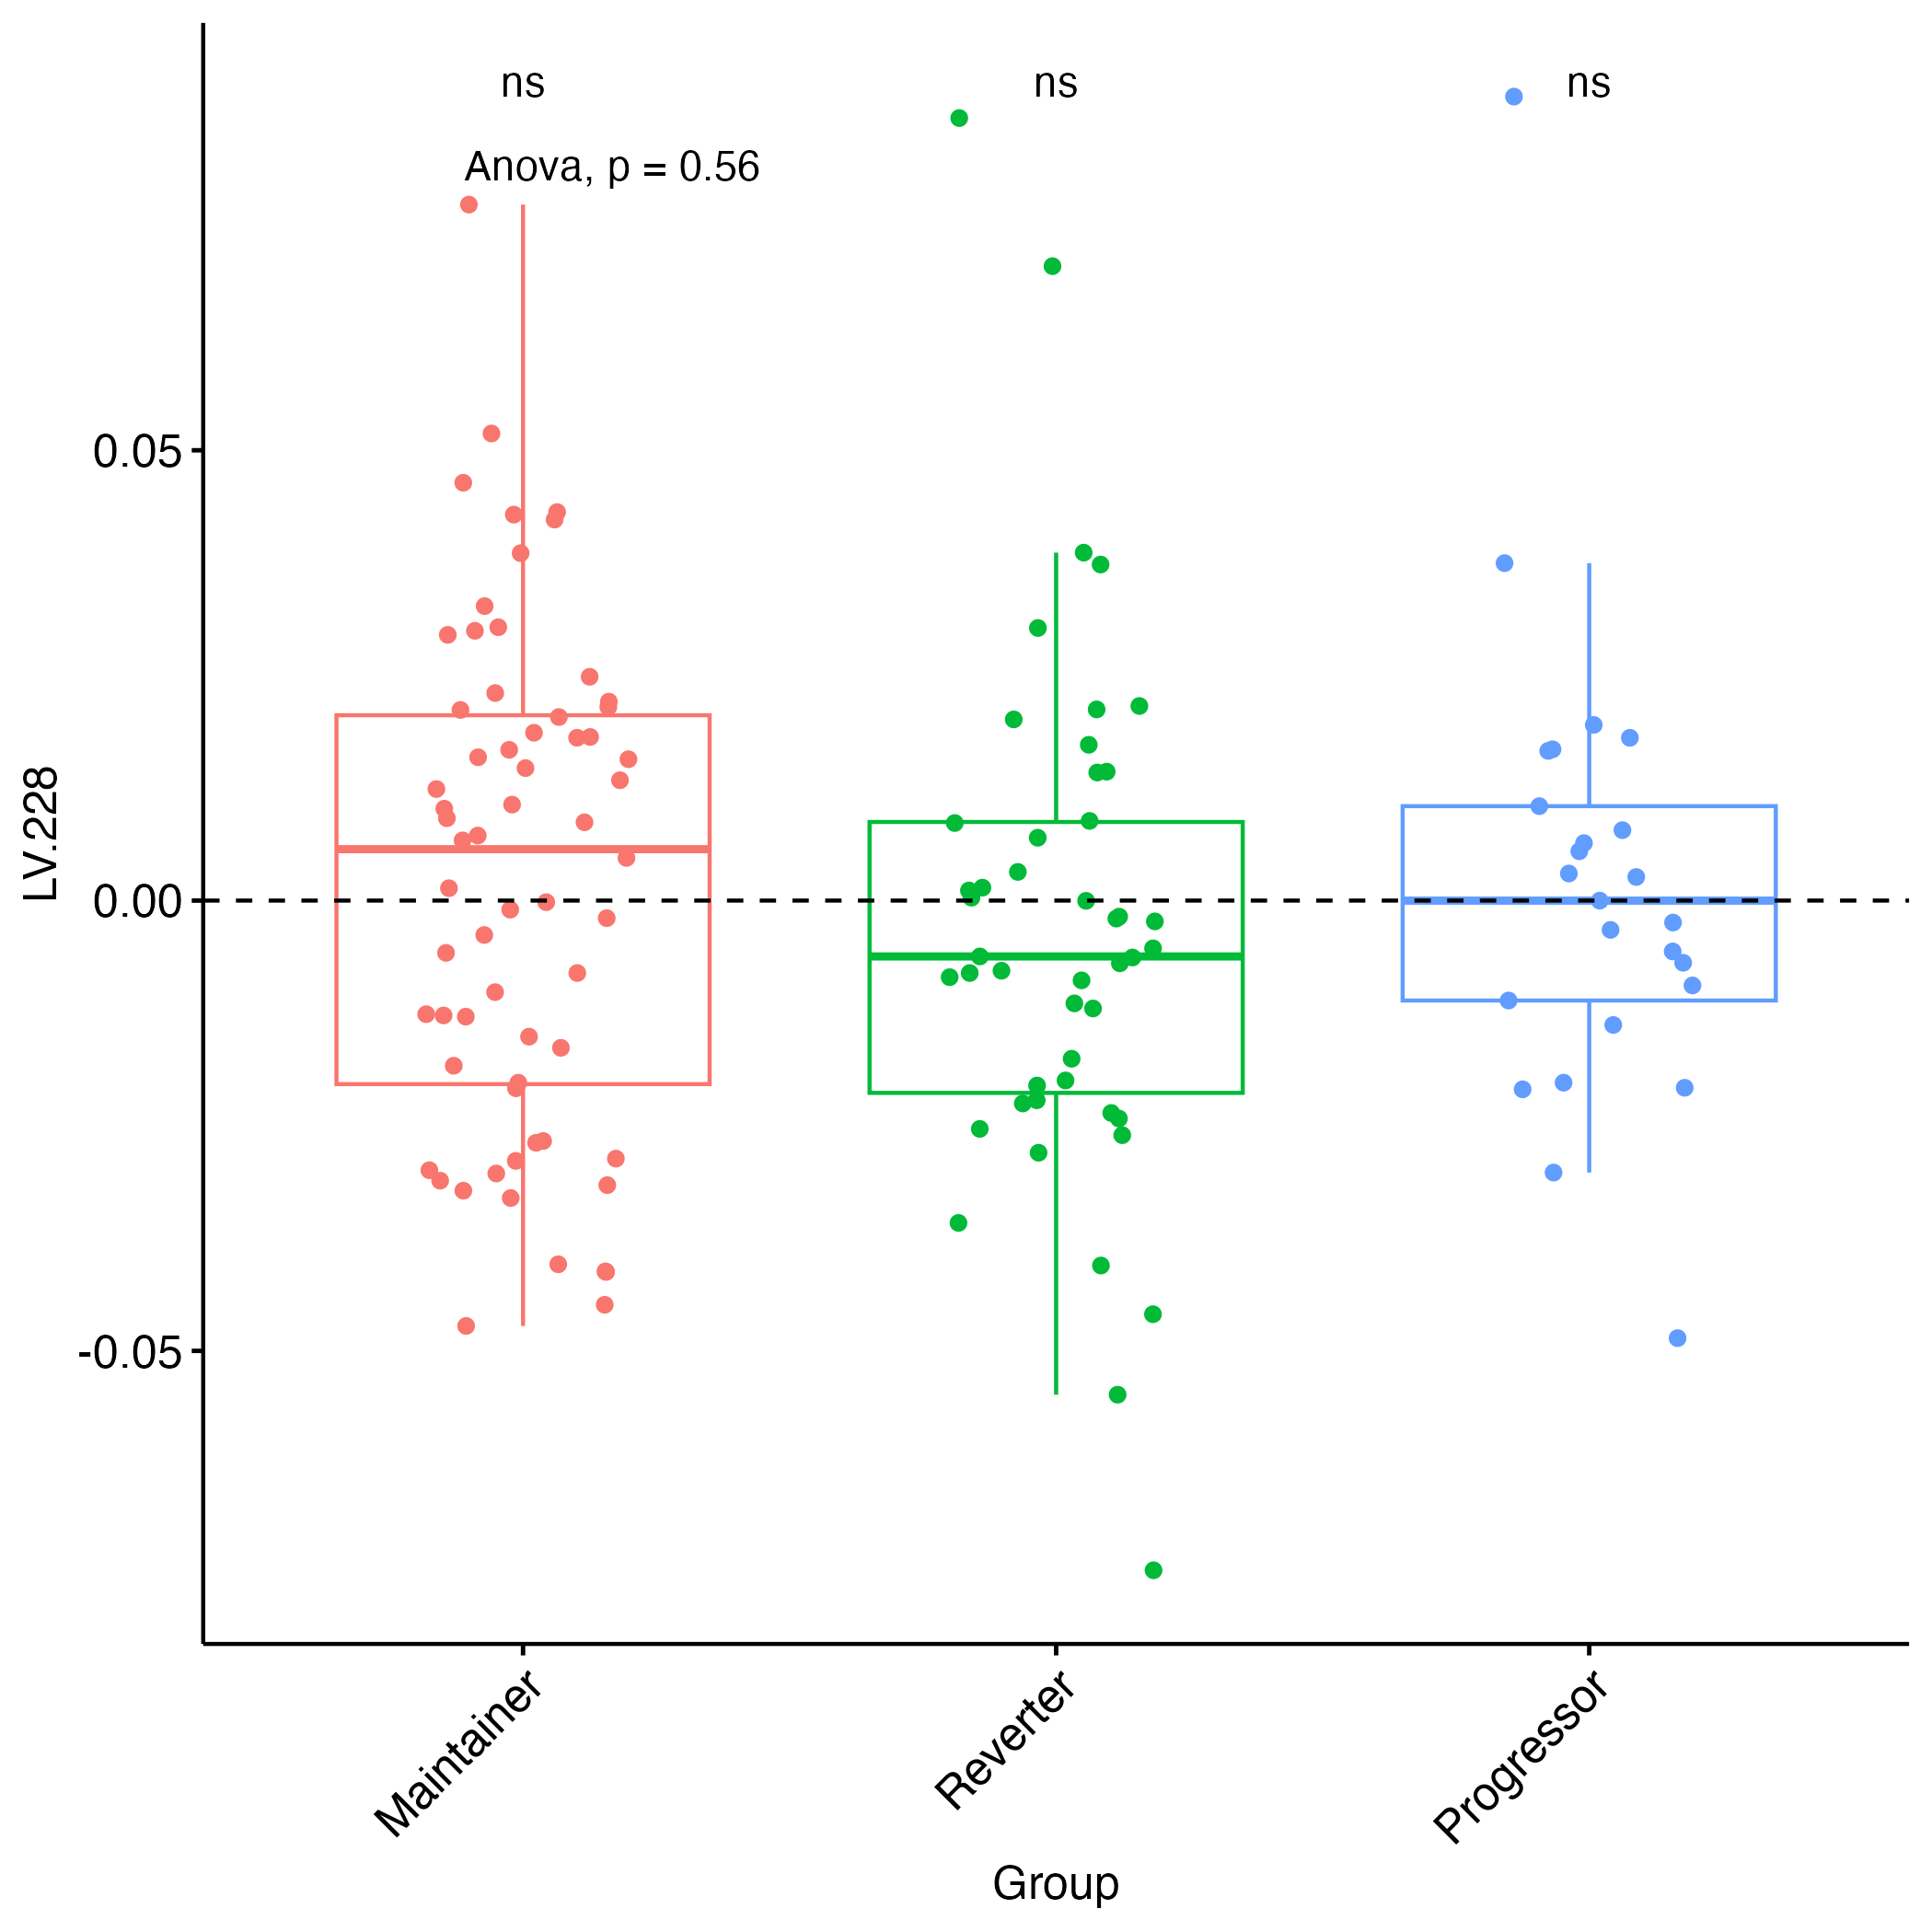 ns ns ns
Anova, p = 0.56
0.05
0.00
-0.05
LV.228
Maintainer
Reverter
Progressor
Group